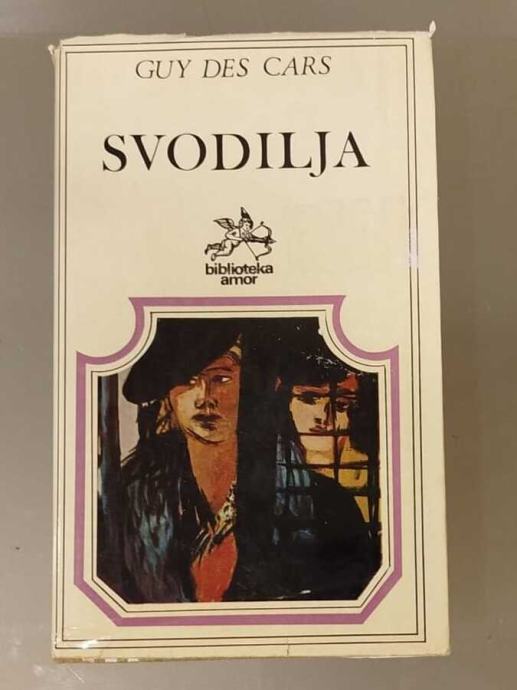 GUY DES CARS
SVODILJA
biblioteka
amor